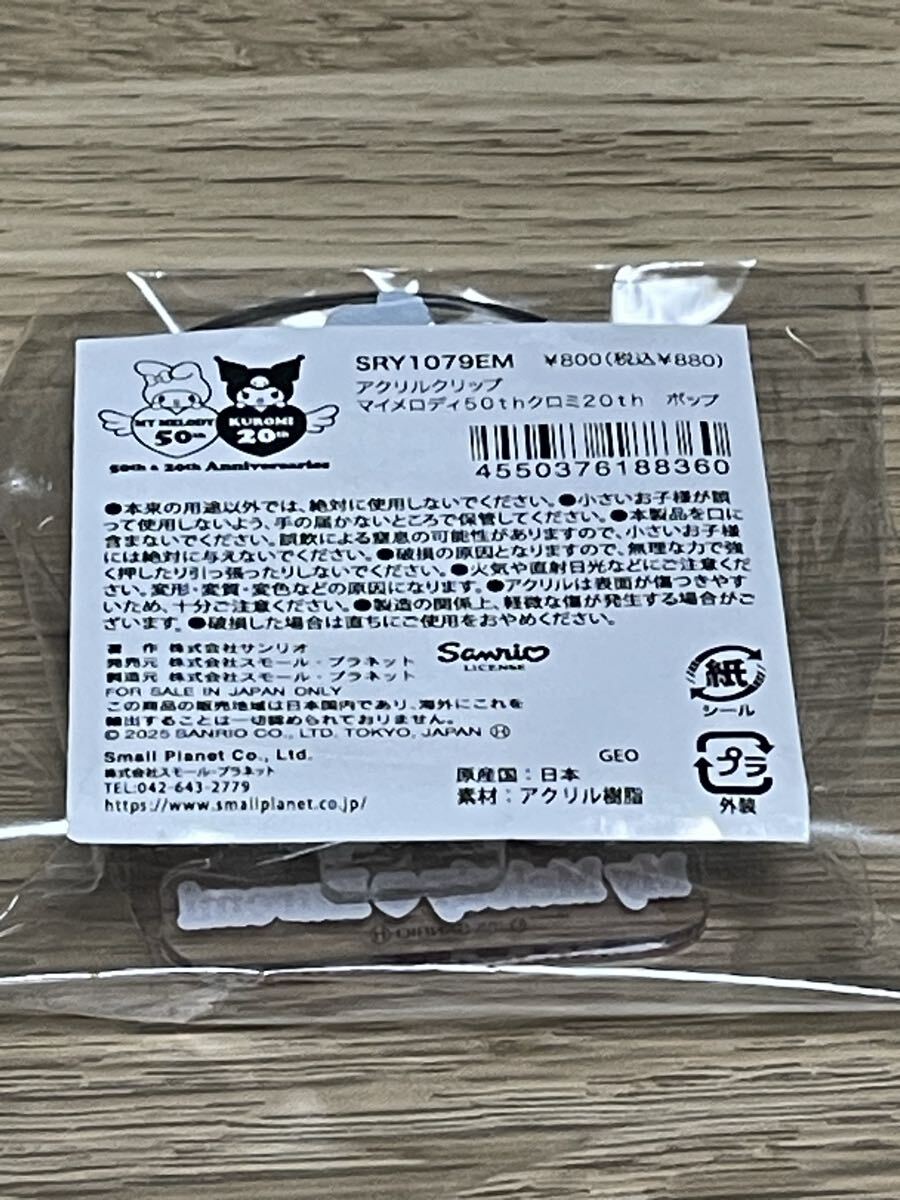 SRY1079EM ¥800(税込¥880)
アクリルクリップ
マイメロディ50thクロミ20th ポップ
MY MELODY
50th
KUROMI
20th
50th & 20th Anniversaries
4550376188360
●本来の用途以外では、絶対に使用しないでください。●小さいお子様が誤
って使用しないよう、手の届かないところで保管してください。●本製品を口に
含まないでください。誤飲による窒息の可能性がありますので、小さいお子様
には絶対に与えないでください。●破損の原因となりますので、無理な力で強
く押したり引っ張ったりしないでください。●火気や直射日光などにご注意くださ
い。変形・変質・変色などの原因になります。●アクリルは表面が傷つきやす
いため、十分ご注意ください。●製造の関係上、軽微な傷が発生する場合がご
ざいます。●破損した場合は直ちにご使用をおやめください。
著 作 株式会社サンリオ
発売元 株式会社スモール・プラネット
製造元 株式会社スモール・プラネット
FOR SALE IN JAPAN ONLY
この商品の販売地域は日本国内であり、海外にこれを
輸出することは一切認められておりません。
© 2025 SANRIO CO., LTD. TOKYO, JAPAN Ⓗ
Sanrio
LICENSE
紙
シール
Small Planet Co., Ltd.
株式会社スモール・プラネット
TEL:042-643-2779
https://www.smallplanet.co.jp/
GEO
原産国：日本
素材：アクリル樹脂
プラ
外装